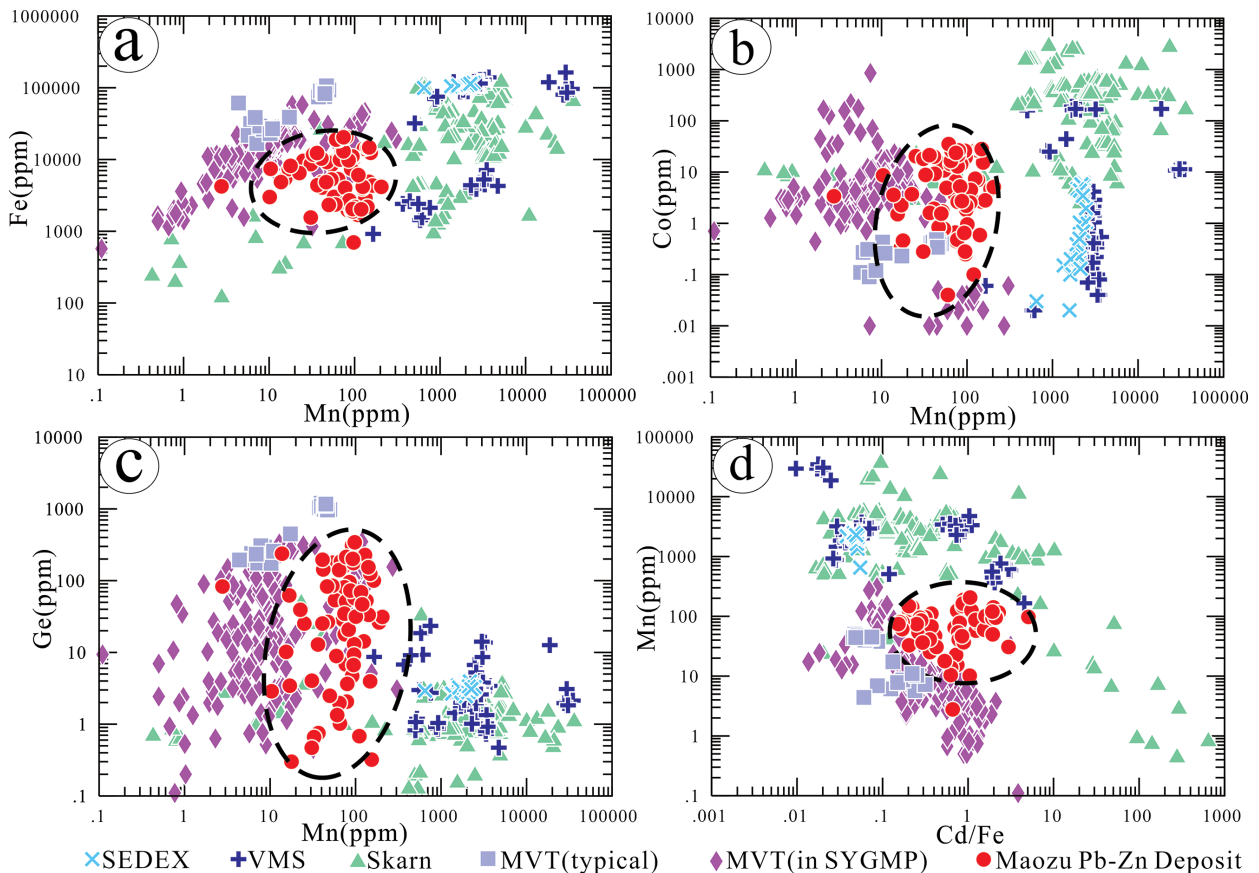 a
Fe(ppm)
1000000
100000
10000
1000
100
10
.1 1 10 100 1000 10000 100000
Mn(ppm)
b
Co(ppm)
10000
1000
100
10
1
.1
.01
.001
.1 1 10 100 1000 10000 100000
Mn(ppm)
c
Ge(ppm)
10000
1000
100
10
1
.1
.1 1 10 100 1000 10000 100000
Mn(ppm)
d
Mn(ppm)
100000
10000
1000
100
10
1
.1
.001 .01 .1 1 10 100 1000
Cd/Fe
SEDEX VMS Skarn MVT(typical) MVT(in SYGMP) Maozu Pb-Zn Deposit